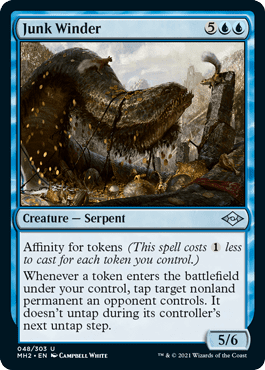 Junk Winder 5
Creature — Serpent
Affinity for tokens (This spell costs 1 less
to cast for each token you control.)
Whenever a token enters the battlefield
under your control, tap target nonland
permanent an opponent controls. It
doesn't untap during its controller's
next untap step.
5/6
048/303 U
MH2 • EN CAMPBELL WHITE
™ & © 2021 Wizards of the Coast